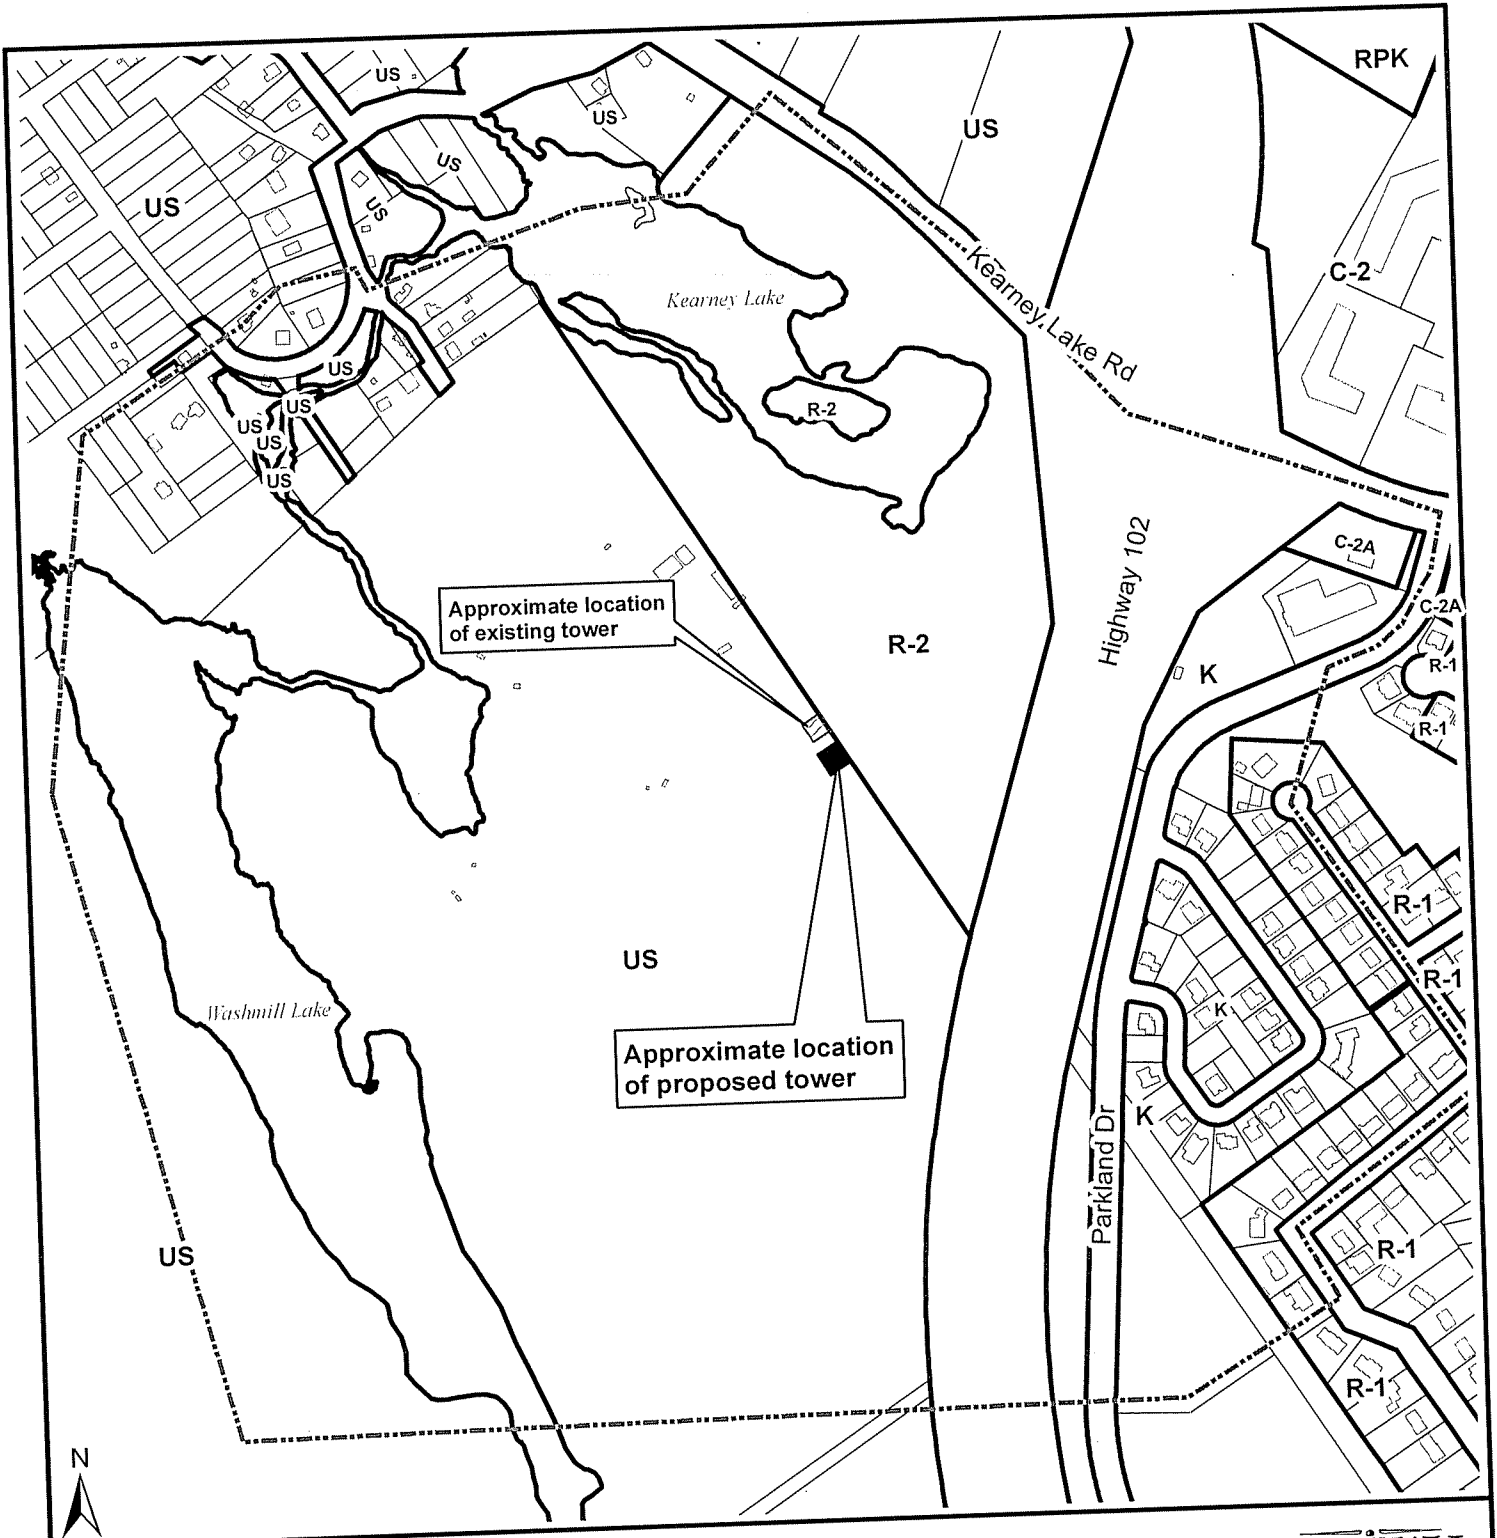 US
RPK
US
US
US
US
US
US
C-2
Kearney Lake
Kearney Lake Rd
US
US
R-2
US
US
US
C-2A
Highway 102
Approximate location
of existing tower
C-2A
R-2
K
R-1
R-1
R-1
US
R-1
Washmill Lake
K
Approximate location
of proposed tower
K
Parkland Dr
US
R-1
R-1
N